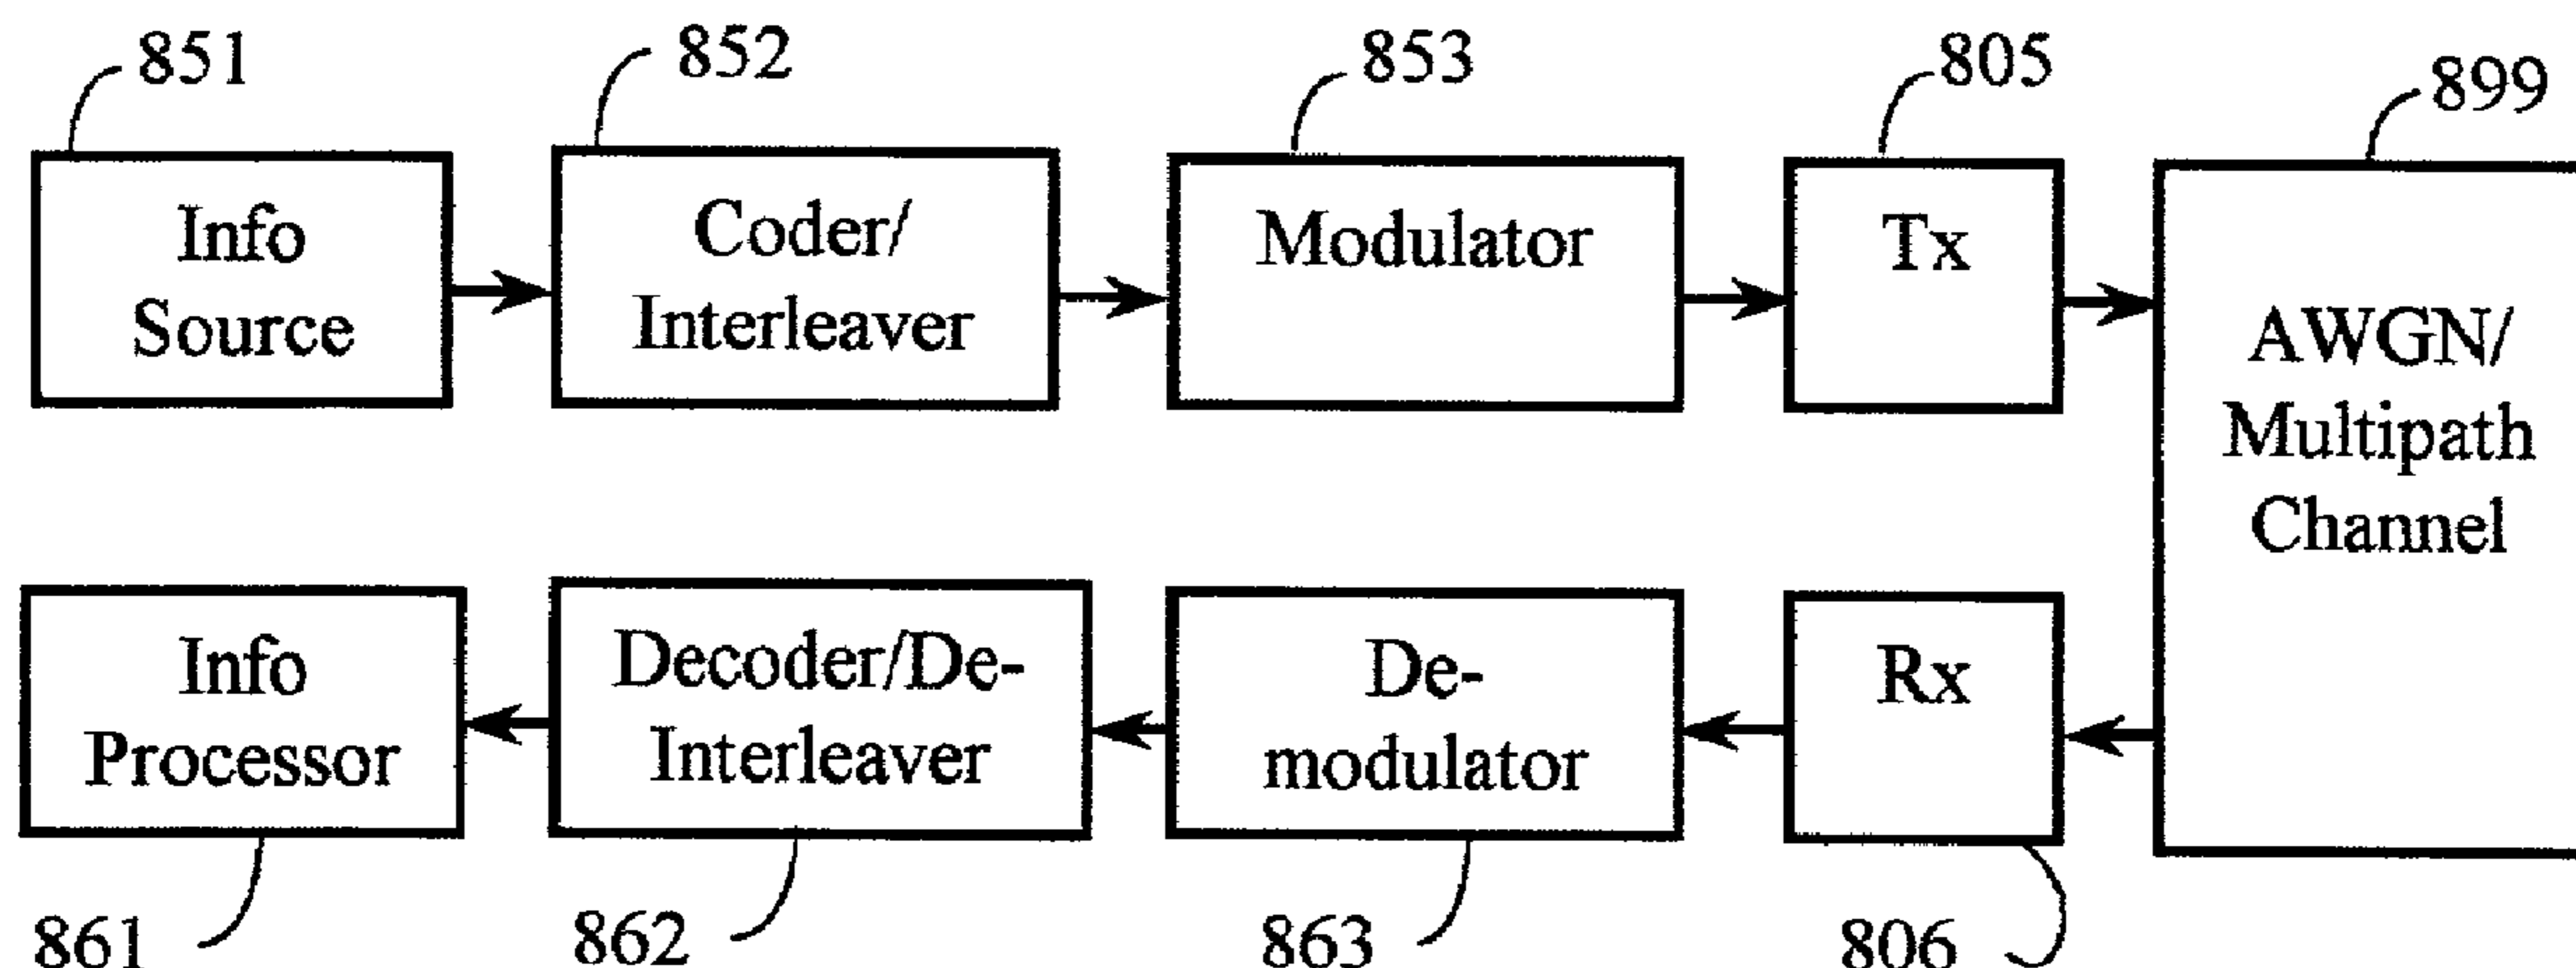 851
852
853
805
899
Info
Source
Coder/
Interleaver
Modulator
Tx
AWGN/
Multipath
Channel
Info
Processor
Decoder/De-
Interleaver
De-
modulator
Rx
861
862
863
806